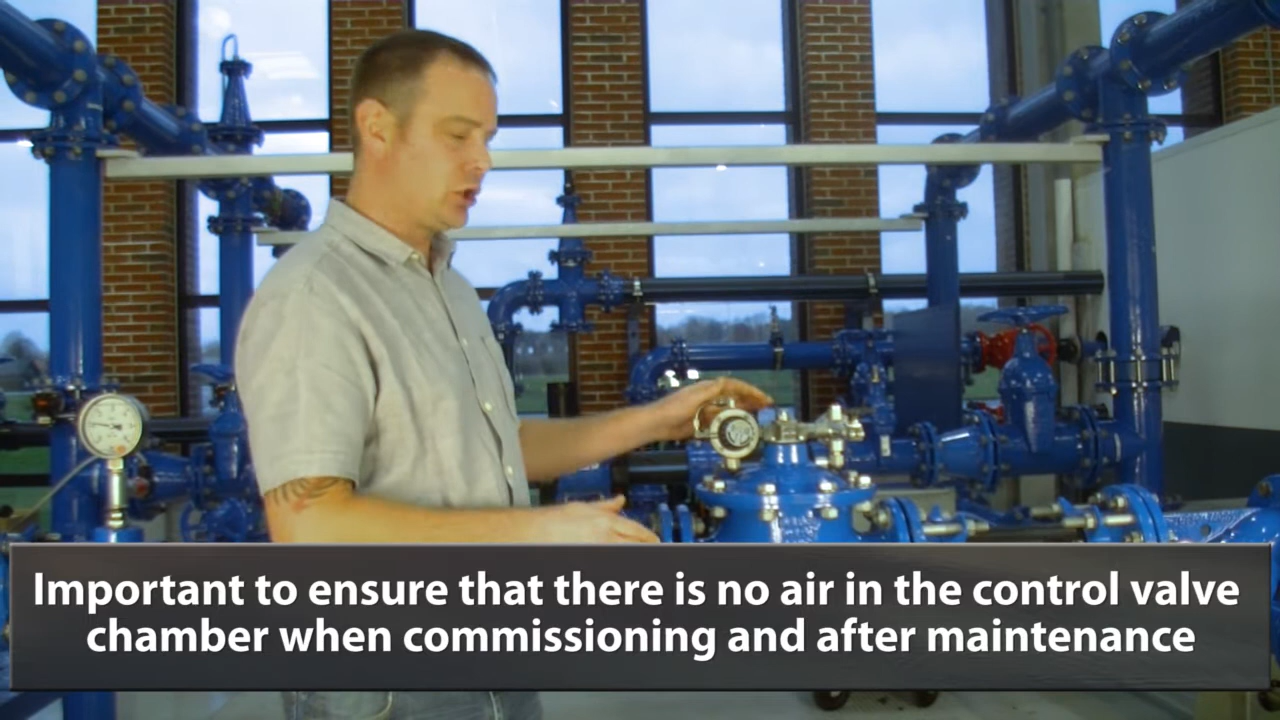 Important to ensure that there is no air in the control valve
chamber when commissioning and after maintenance